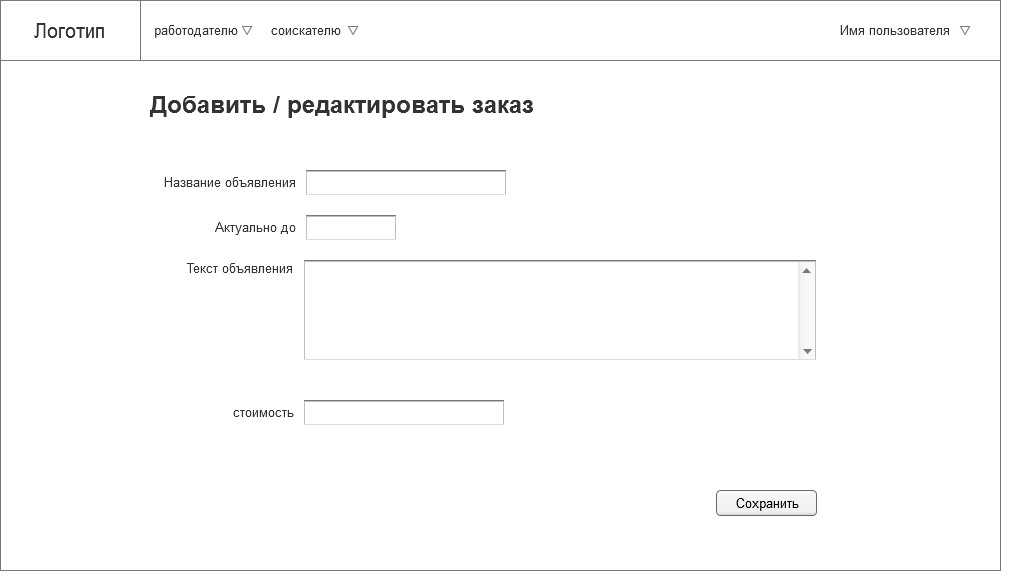 Логотип
работодателю
соискателю
Имя пользователя
Добавить / редактировать заказ
Название объявления
Актуально до
Текст объявления
стоимость
Сохранить